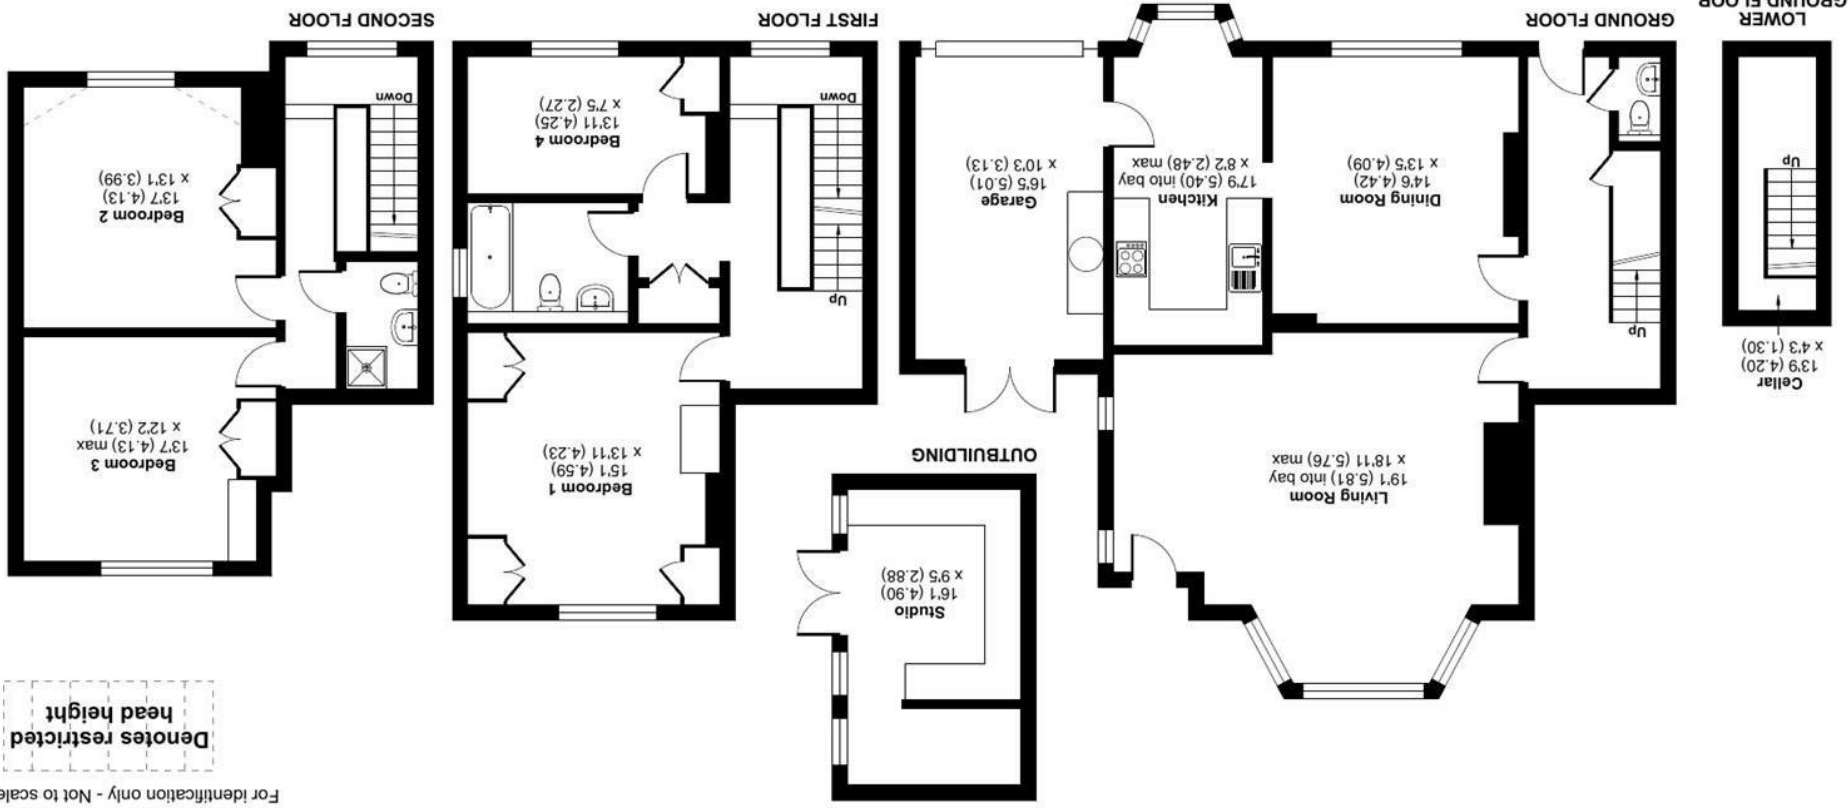 For identification only - Not to scale
Denotes restricted
head height
Cellar
13'9 (4.20)
x 4'3 (1.30)
Up
LOWER
GROUND FLOOR
Living Room
19'1 (5.81) into bay
x 18'11 (5.76) max
Up
Dining Room
14'6 (4.42)
x 13'5 (4.09)
Kitchen
17'9 (5.40) into bay
x 8'2 (2.48) max
Garage
16'5 (5.01)
x 10'3 (3.13)
GROUND FLOOR
Studio
16'1 (4.90)
x 9'5 (2.88)
OUTBUILDING
Bedroom 1
15'1 (4.59)
x 13'11 (4.23)
Up
Down
Bedroom 4
13'11 (4.25)
x 7'5 (2.27)
FIRST FLOOR
Bedroom 3
13'7 (4.13) max
x 12'2 (3.71)
Bedroom 2
13'7 (4.13)
x 13'1 (3.99)
Down
SECOND FLOOR